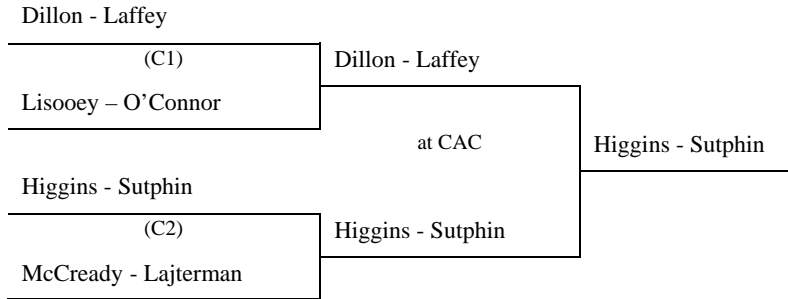 Dillon - Laffey
(C1)
Dillon - Laffey
Lisooey – O’Connor
at CAC
Higgins - Sutphin
Higgins - Sutphin
(C2)
Higgins - Sutphin
McCready - Lajterman